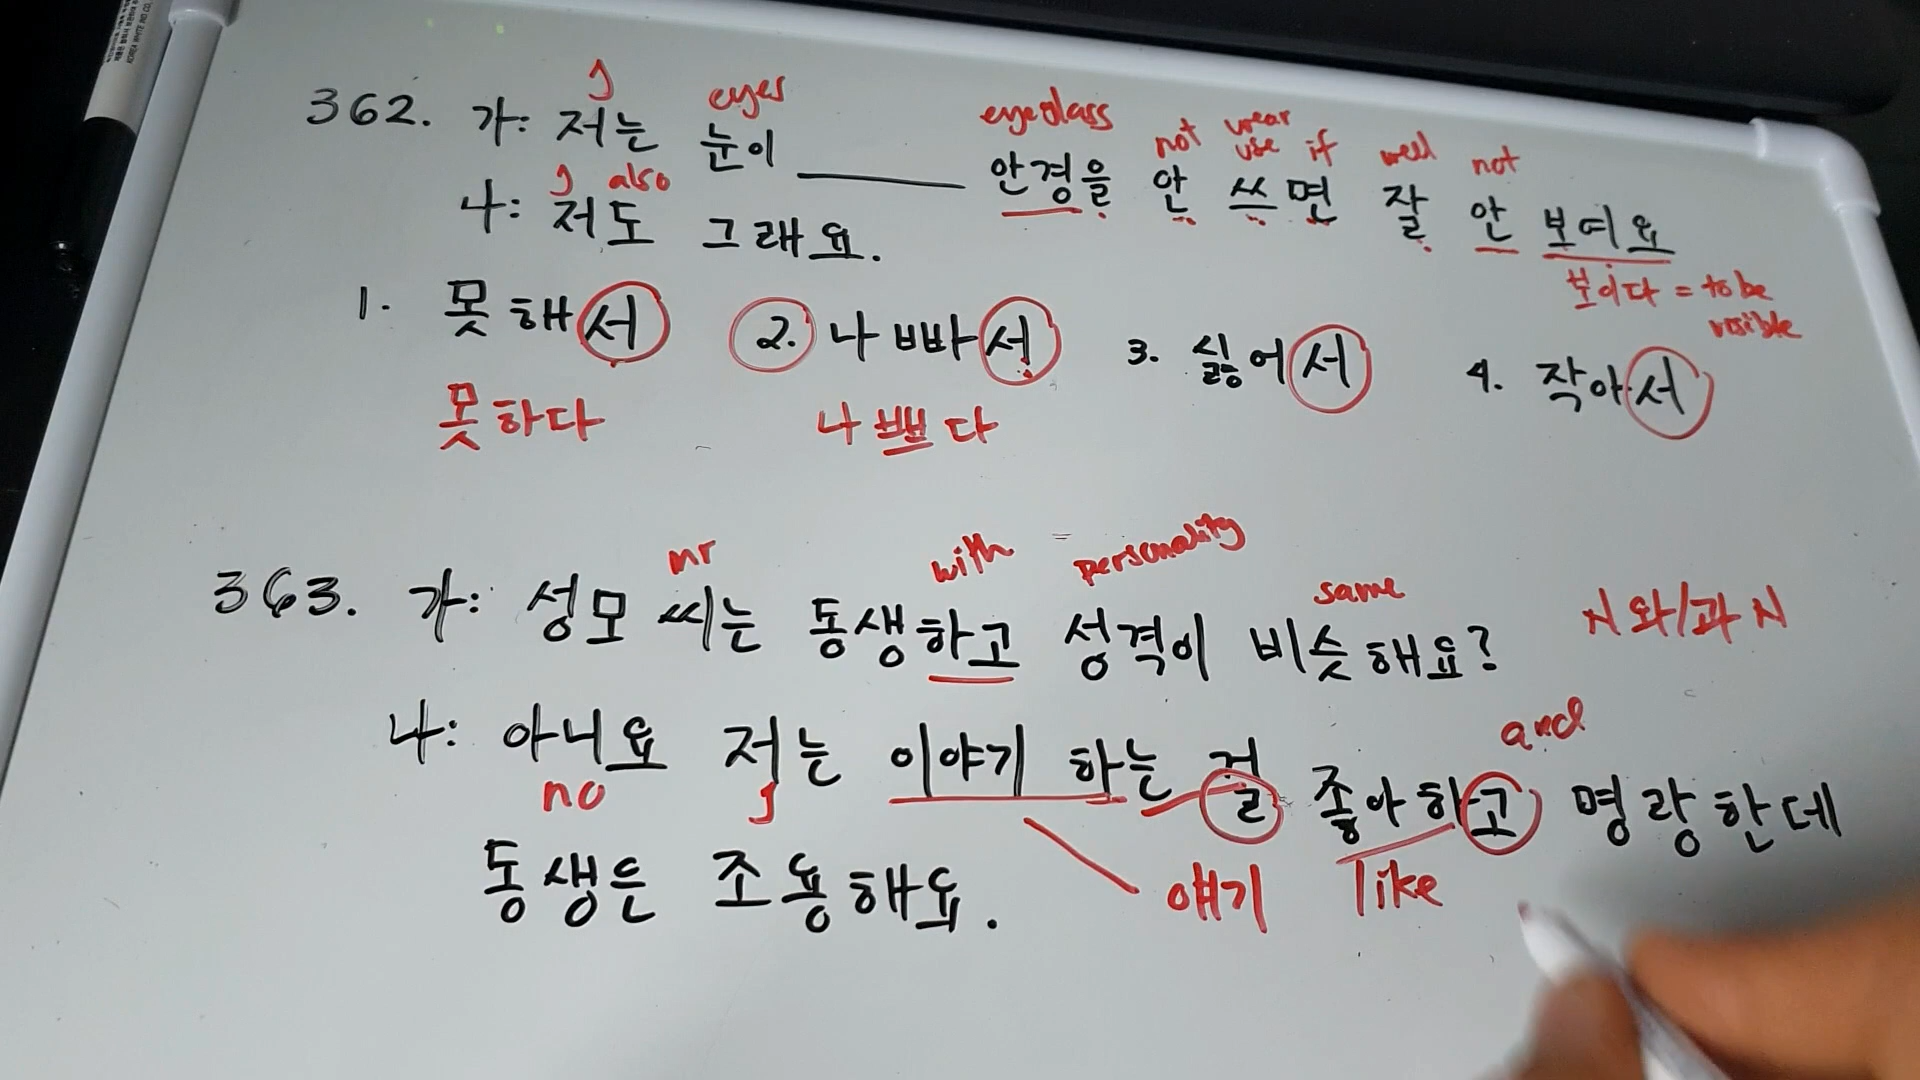 I eyes eyeglass not wear use if well not
362. 가: 저는 눈이 ______ 안경을 안 쓰면 잘 안 보여요
I also
나: 저도 그래요.
보이다 = to be visible
1. 못해서 2. 나빠서 3. 싫어서 4. 작아서
못하다 나쁘다
mr with personality same
363. 가: 성모 씨는 동생하고 성격이 비슷해요? N와/과 N
and
나: 아니요 저는 이야기 하는 걸 좋아하고 명랑한데
no I
동생은 조용해요. 얘기 like